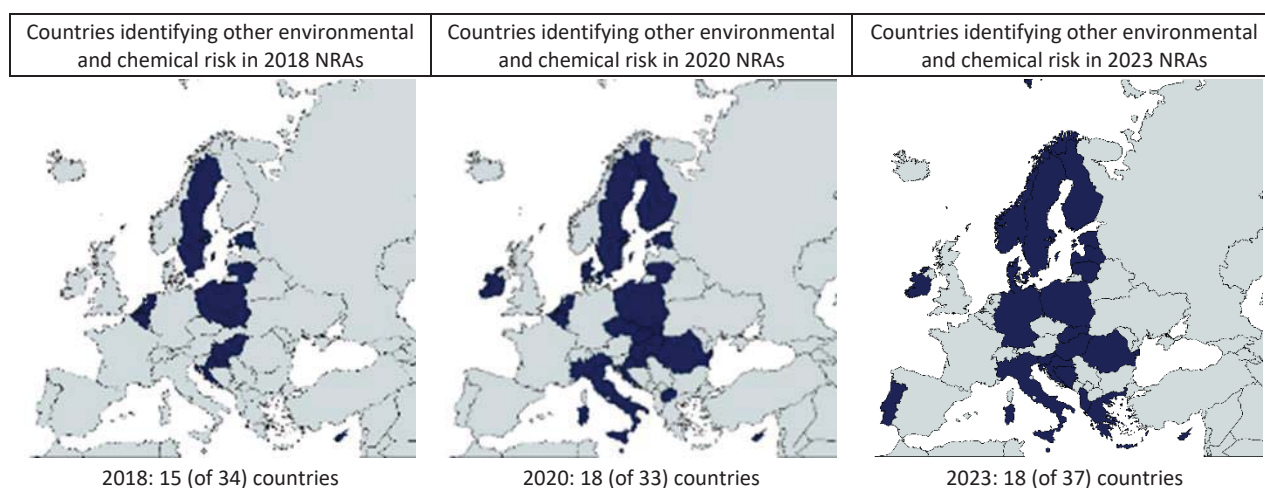 Countries identifying other environmental
and chemical risk in 2018 NRAs
Countries identifying other environmental
and chemical risk in 2020 NRAs
Countries identifying other environmental
and chemical risk in 2023 NRAs
2018: 15 (of 34) countries
2020: 18 (of 33) countries
2023: 18 (of 37) countries